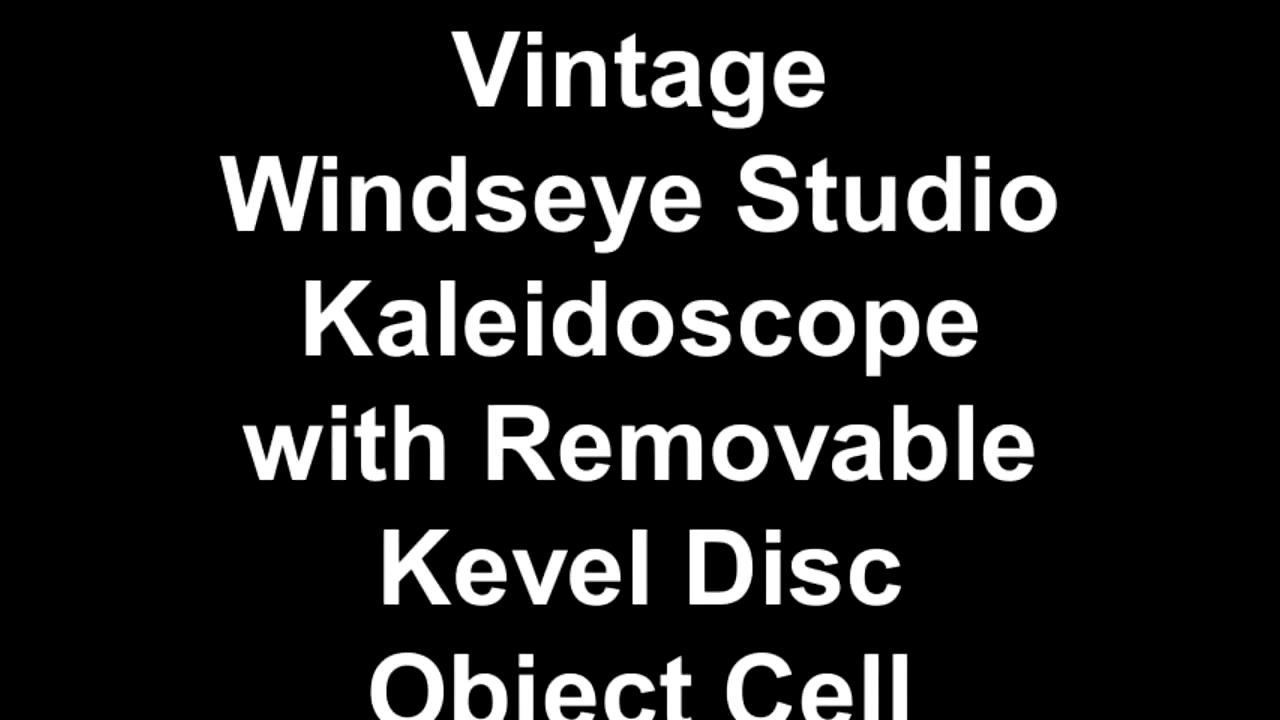 Vintage
Windseye Studio
Kaleidoscope
with Removable
Kevel Disc
Object Cell